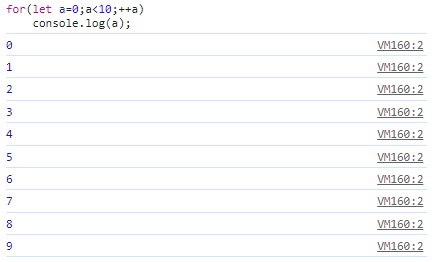 for(let a=0;a<10;++a)
    console.log(a);
0 VM160:2
1 VM160:2
2 VM160:2
3 VM160:2
4 VM160:2
5 VM160:2
6 VM160:2
7 VM160:2
8 VM160:2
9 VM160:2